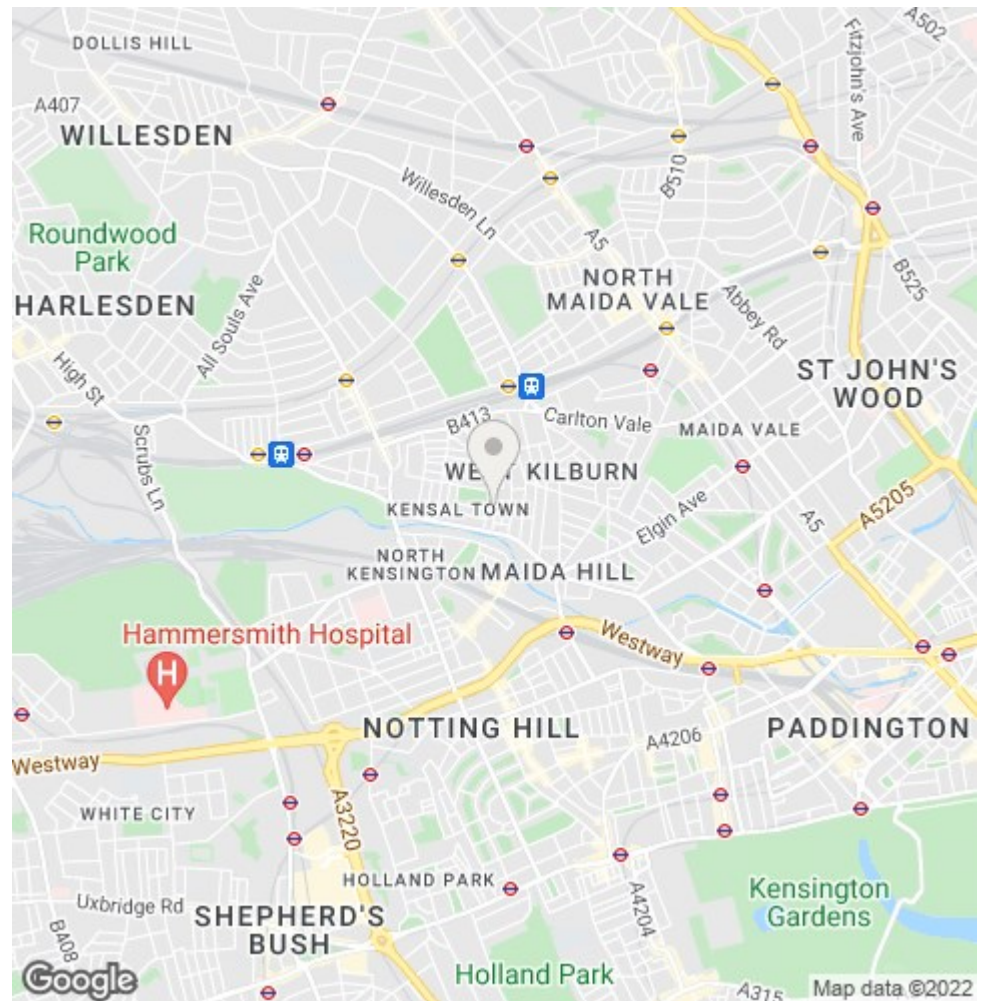 DOLLIS HILL
A502
Fitzjohn's Ave
A407
WILLESDEN
Willesden Ln
B510
Roundwood
Park
A5
NORTH
MAIDA VALE
B525
HARLESDEN
All Souls Ave
Abbey Rd
High St
ST JOHN'S
WOOD
B413
Carlton Vale
MAIDA VALE
Scrubs Ln
WEST KILBURN
KENSAL TOWN
Elgin Ave
A5
A5205
NORTH
KENSINGTON
MAIDA HILL
Hammersmith Hospital
H
Westway
NOTTING HILL
A4206
PADDINGTON
Westway
WHITE CITY
A3220
HOLLAND PARK
Kensington
Gardens
Uxbridge Rd
SHEPHERD'S
BUSH
A4204
B408
Holland Park
Google
A315
Map data ©2022